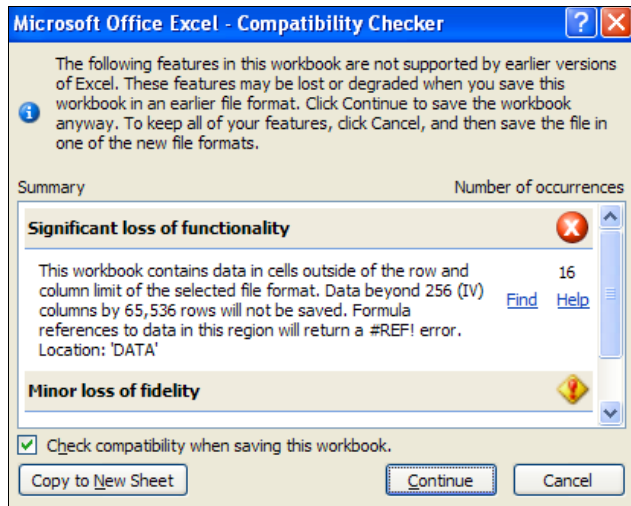 Microsoft Office Excel - Compatibility Checker
The following features in this workbook are not supported by earlier versions
of Excel. These features may be lost or degraded when you save this
workbook in an earlier file format. Click Continue to save the workbook
anyway. To keep all of your features, click Cancel, and then save the file in
one of the new file formats.
Summary Number of occurrences
Significant loss of functionality
This workbook contains data in cells outside of the row and 16
column limit of the selected file format. Data beyond 256 (IV)
columns by 65,536 rows will not be saved. Formula Find Help
references to data in this region will return a #REF! error.
Location: 'DATA'
Minor loss of fidelity
Check compatibility when saving this workbook.
Copy to New Sheet Continue Cancel